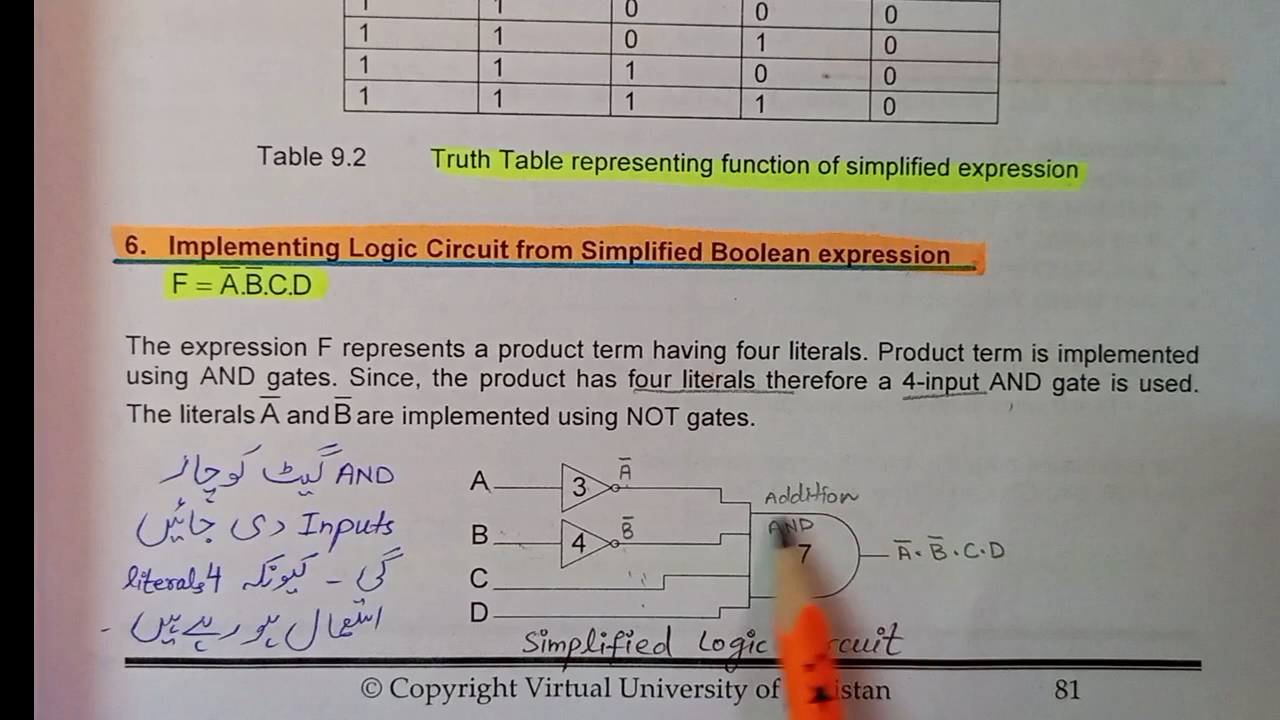 1 1 0 0 0
1 1 0 1 0
1 1 1 0 0
1 1 1 1 0
Table 9.2 Truth Table representing function of simplified expression
6. Implementing Logic Circuit from Simplified Boolean expression
F = A̅.B̅.C.D
The expression F represents a product term having four literals. Product term is implemented
using AND gates. Since, the product has four literals therefore a 4-input AND gate is used.
The literals A̅ and B̅ are implemented using NOT gates.
AND گیٹ کو چار
Inputs دی جائیں
گی - کیونکہ 4 literals
استعمال ہو رہے ہیں -
A 3 A̅
B 4 B̅
C
D
Addition
AND
7
A̅. B̅. C. D
Simplified Logic
© Copyright Virtual University of
81